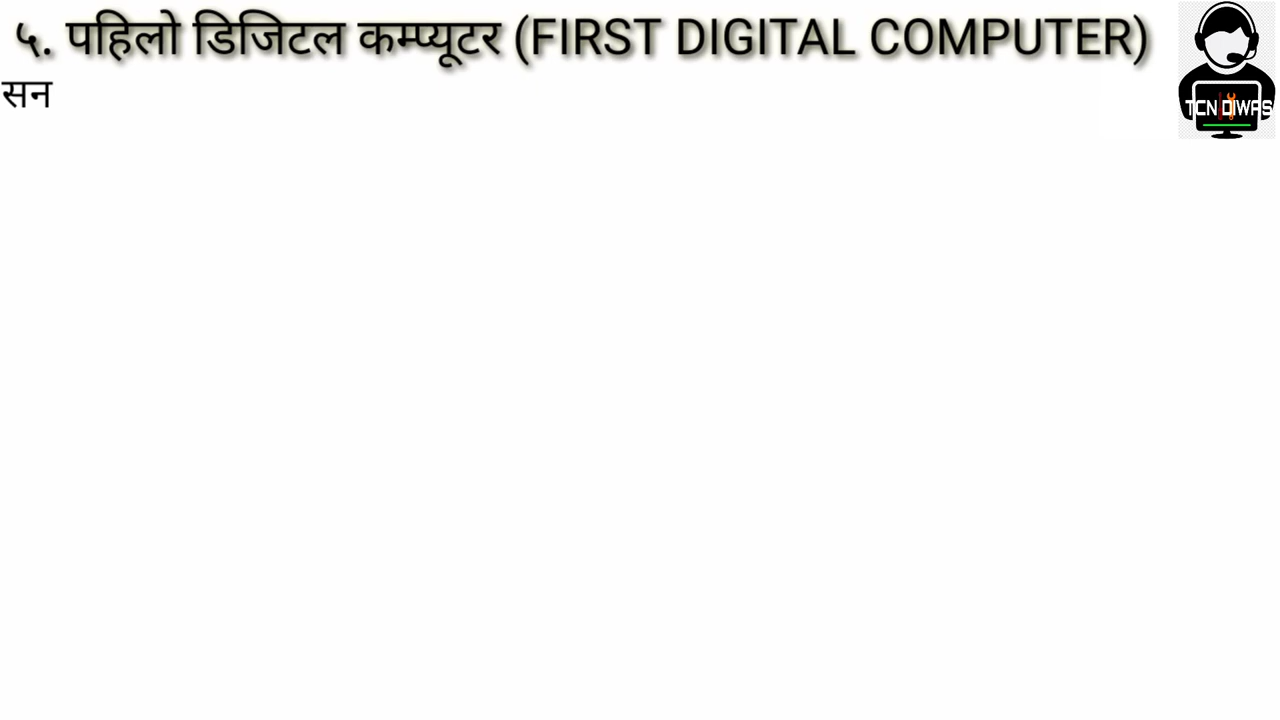 ५. पहिलो डिजिटल कम्प्युटर (FIRST DIGITAL COMPUTER)
सन
TCN DIWAS